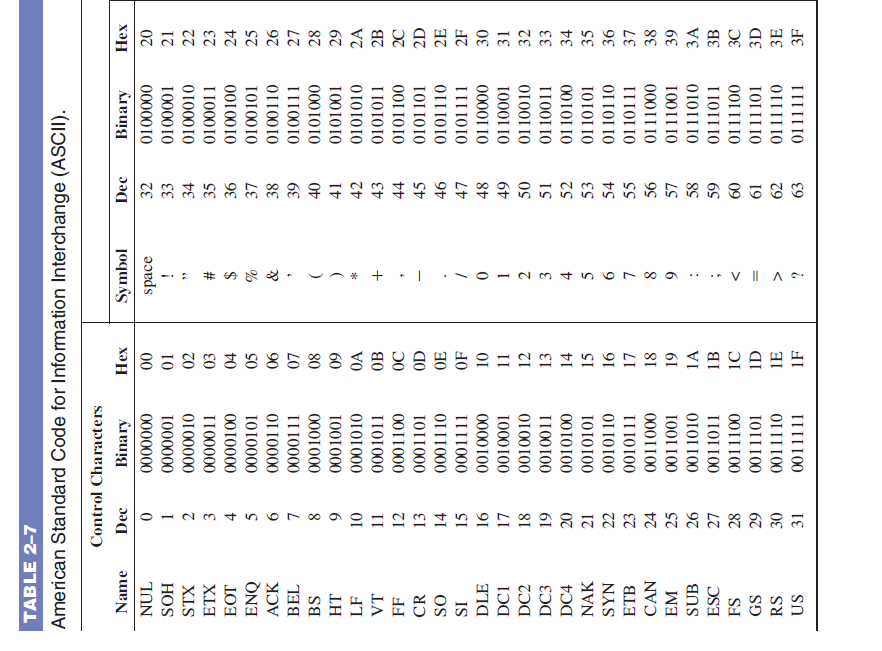 TABLE 2–7
American Standard Code for Information Interchange (ASCII).
Control Characters
Name Dec Binary Hex Symbol Dec Binary Hex
NUL 0 0000000 00 space 32 0100000 20
SOH 1 0000001 01 ! 33 0100001 21
STX 2 0000010 02 ” 34 0100010 22
ETX 3 0000011 03 # 35 0100011 23
EOT 4 0000100 04 $ 36 0100100 24
ENQ 5 0000101 05 % 37 0100101 25
ACK 6 0000110 06 & 38 0100110 26
BEL 7 0000111 07 ’ 39 0100111 27
BS 8 0001000 08 ( 40 0101000 28
HT 9 0001001 09 ) 41 0101001 29
LF 10 0001010 0A * 42 0101010 2A
VT 11 0001011 0B + 43 0101011 2B
FF 12 0001100 0C , 44 0101100 2C
CR 13 0001101 0D – 45 0101101 2D
SO 14 0001110 0E . 46 0101110 2E
SI 15 0001111 0F / 47 0101111 2F
DLE 16 0010000 10 0 48 0110000 30
DC1 17 0010001 11 1 49 0110001 31
DC2 18 0010010 12 2 50 0110010 32
DC3 19 0010011 13 3 51 0110011 33
DC4 20 0010100 14 4 52 0110100 34
NAK 21 0010101 15 5 53 0110101 35
SYN 22 0010110 16 6 54 0110110 36
ETB 23 0010111 17 7 55 0110111 37
CAN 24 0011000 18 8 56 0111000 38
EM 25 0011001 19 9 57 0111001 39
SUB 26 0011010 1A : 58 0111010 3A
ESC 27 0011011 1B ; 59 0111011 3B
FS 28 0011100 1C < 60 0111100 3C
GS 29 0011101 1D = 61 0111101 3D
RS 30 0011110 1E > 62 0111110 3E
US 31 0011111 1F ? 63 0111111 3F